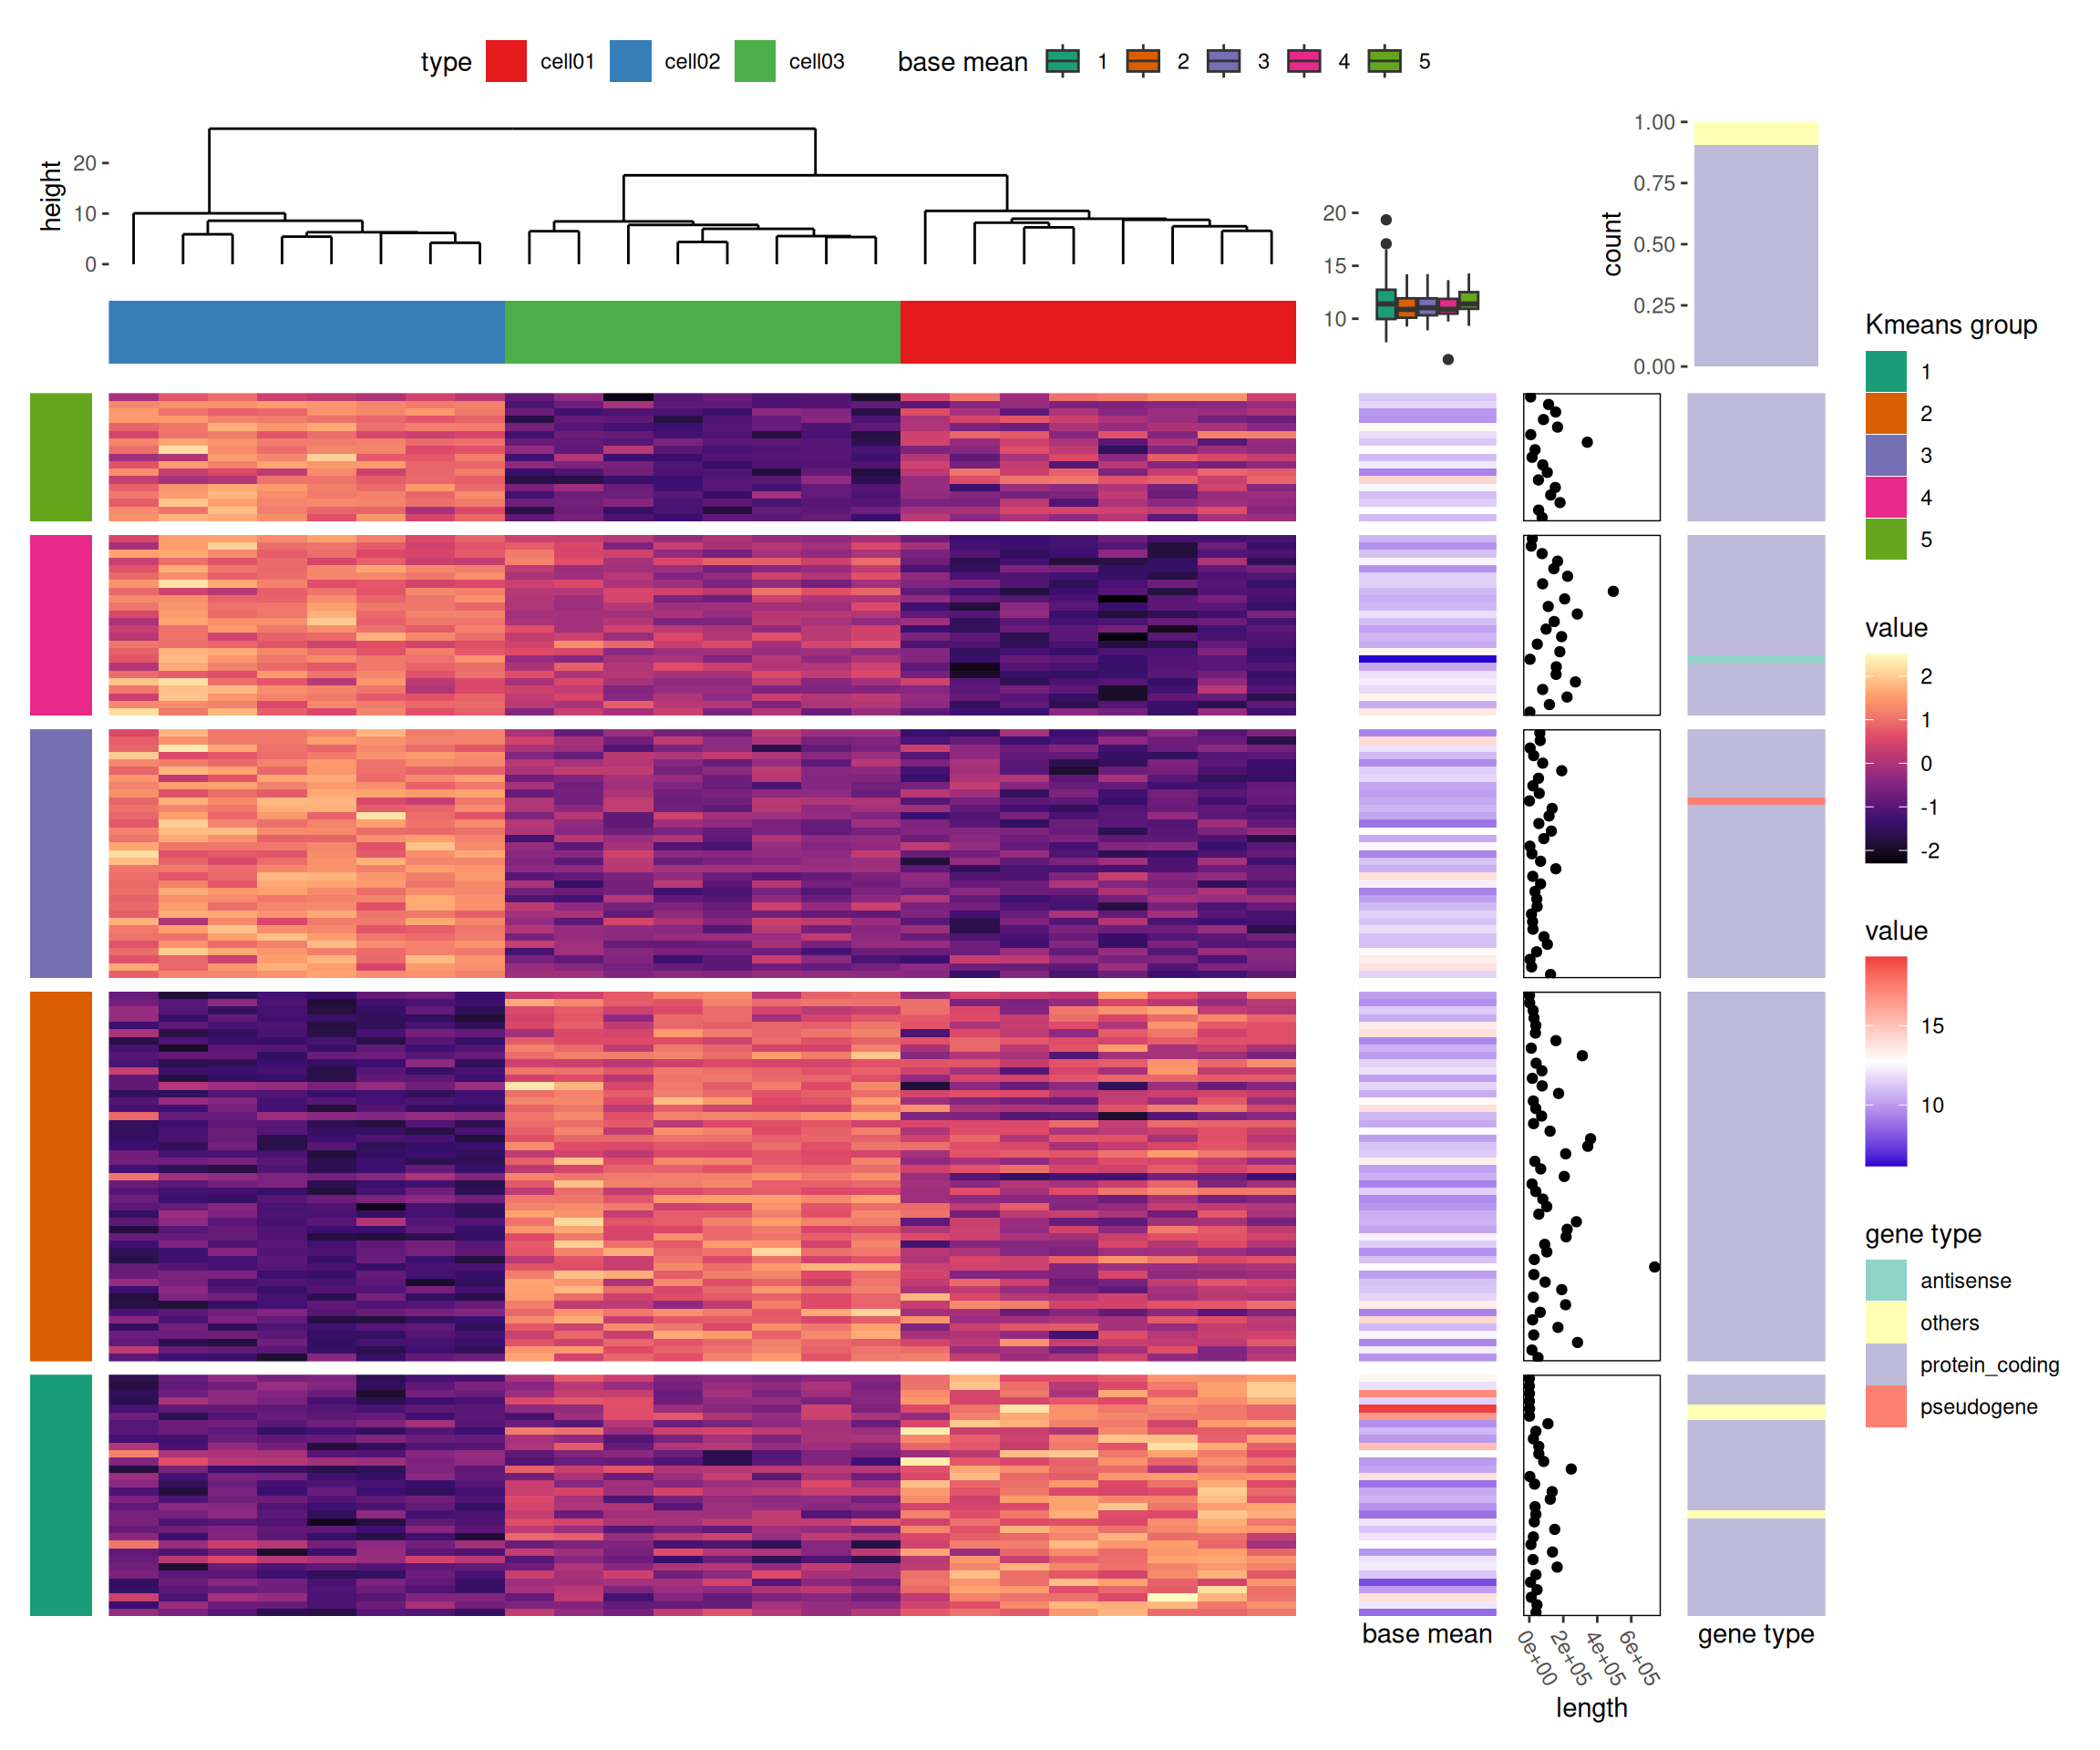 type cell01 cell02 cell03 base mean 1 2 3 4 5
height
20
10
0
20
15
10
count
1.00
0.75
0.50
0.25
0.00
Kmeans group
1
2
3
4
5
value
2
1
0
-1
-2
value
15
10
gene type
antisense
others
protein_coding
pseudogene
base mean
0e+00 2e+05 4e+05 6e+05
length
gene type